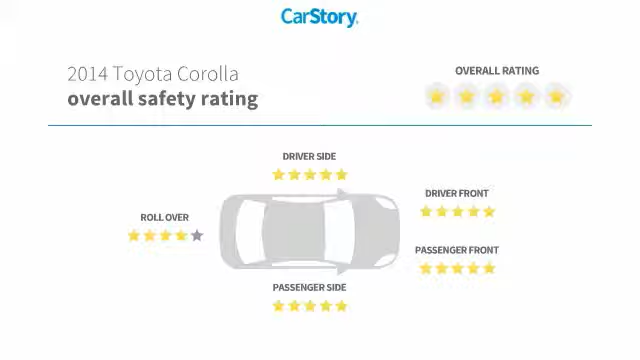 CarStory.
2014 Toyota Corolla
overall safety rating
OVERALL RATING
DRIVER SIDE
DRIVER FRONT
ROLL OVER
PASSENGER FRONT
PASSENGER SIDE